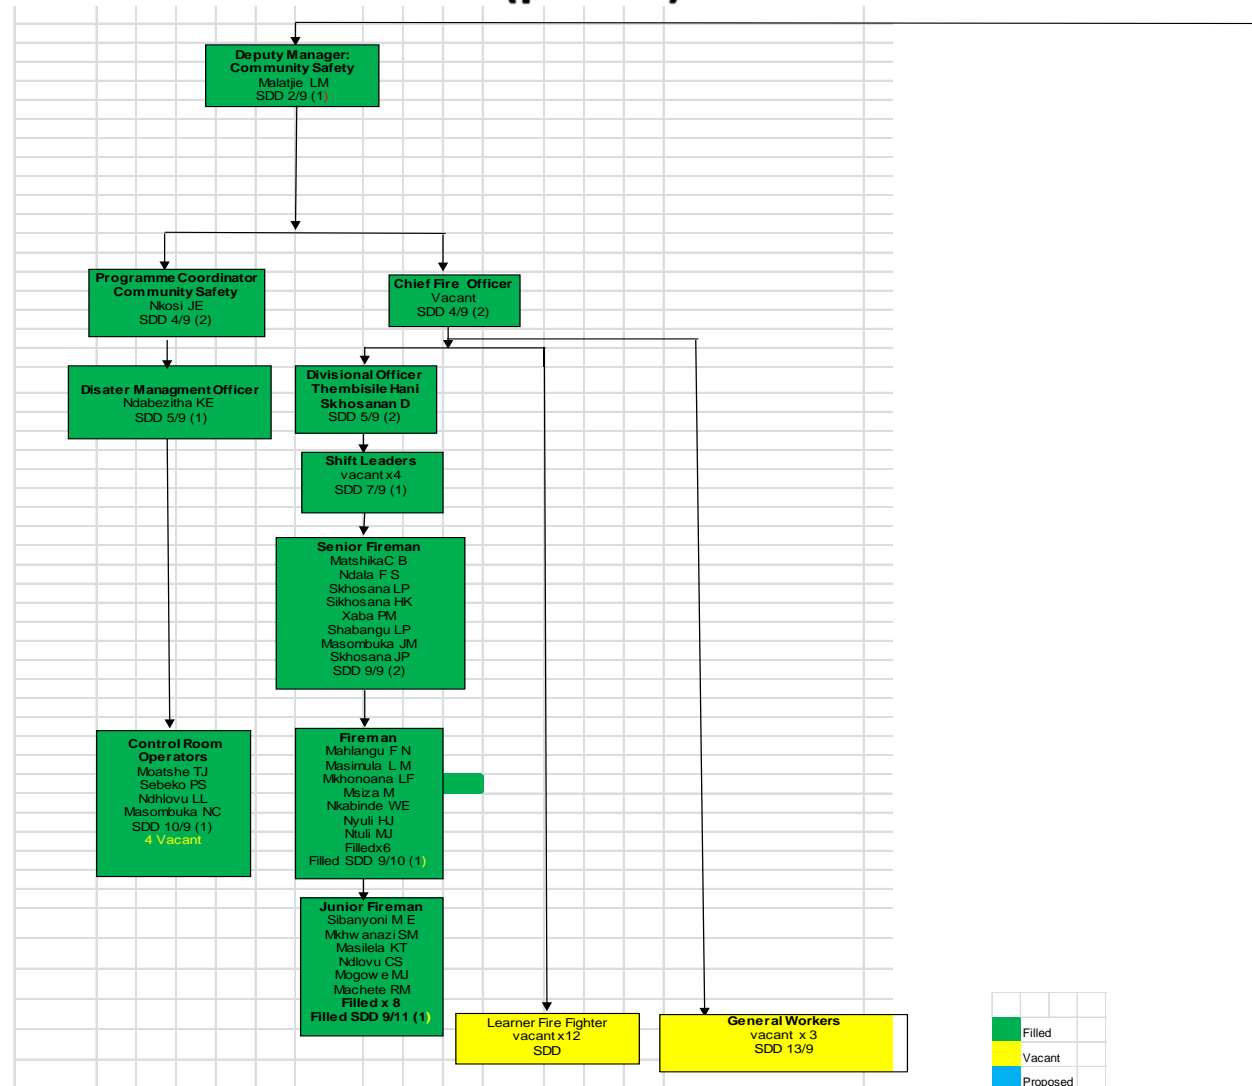 Deputy Manager:
Community Safety
Malatjie LM
SDD 2/9 (1)
Programme Coordinator
Community Safety
Nkosi JE
SDD 4/9 (2)
Chief Fire Officer
Vacant
SDD 4/9 (2)
Disater Managment Officer
Ndabezitha KE
SDD 5/9 (1)
Divisional Officer
Thembisile Hani
Skhosanan D
SDD 5/9 (2)
Shift Leaders
vacant x4
SDD 7/9 (1)
Senior Fireman
MatshikaC B
Ndala F S
Skhosana LP
Sikhosana HK
Xaba PM
Shabangu LP
Masombuka JM
Skhosana JP
SDD 9/9 (2)
Control Room
Operators
Moatshe TJ
Sebeko PS
Ndhlovu LL
Masombuka NC
SDD 10/9 (1)
4 Vacant
Fireman
Mahlangu F N
Masimula L M
Mkhonoana LF
Msiza M
Nkabinde WE
Nyuli HJ
Ntuli MJ
Filledx6
Filled SDD 9/10 (1)
Junior Fireman
Sibanyoni M E
Mkhwanazi SM
Masilela KT
Ndlovu CS
Mogowe MJ
Machete RM
Filled x 8
Filled SDD 9/11 (1)
Learner Fire Fighter
vacant x12
SDD
General Workers
vacant x 3
SDD 13/9
Filled
Vacant
Proposed